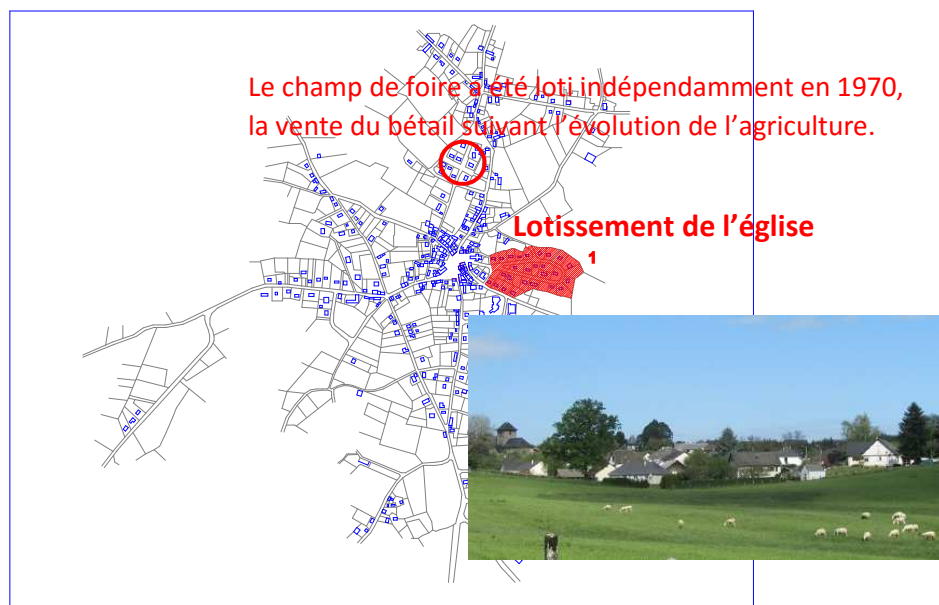 Le champ de foire a été loti indépendamment en 1970,
la vente du bétail suivant l’évolution de l’agriculture.
Lotissement de l’église
1